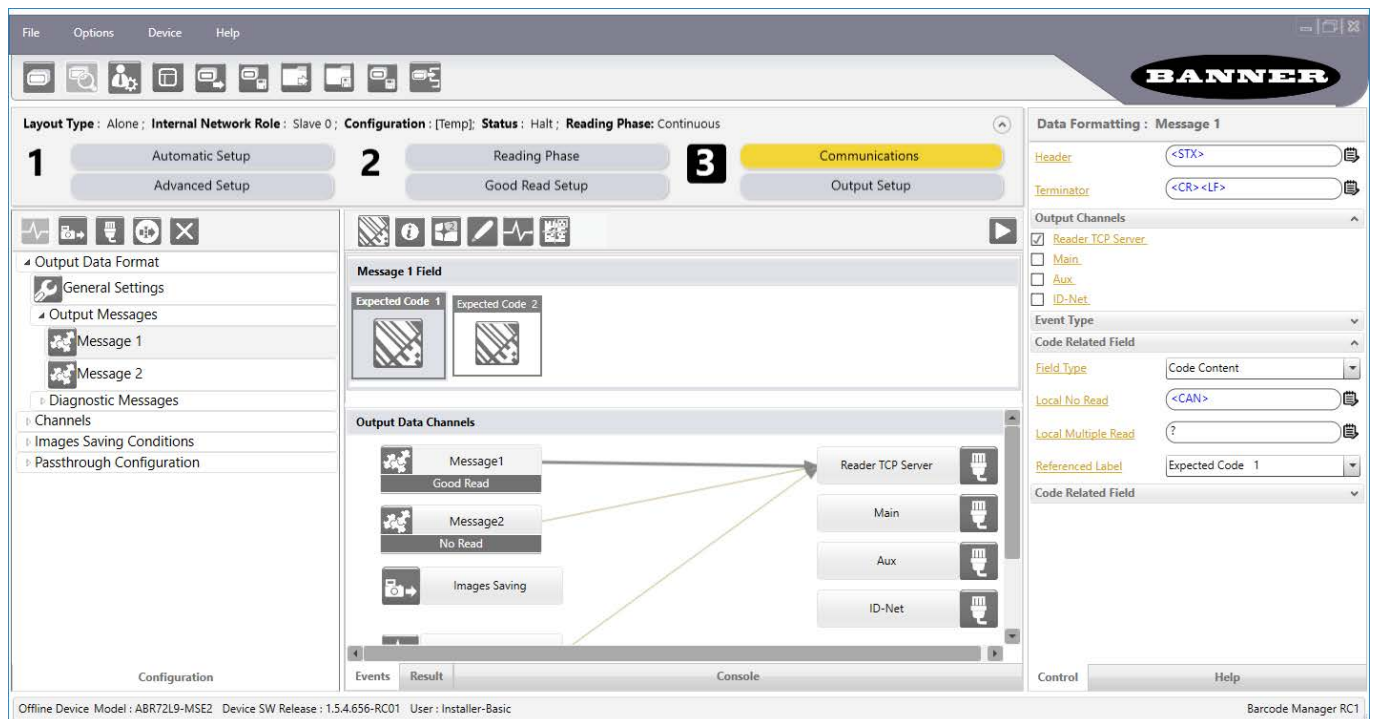 File Options Device Help
BANNER
Layout Type : Alone ; Internal Network Role : Slave 0 ; Configuration : [Temp]; Status : Halt ; Reading Phase: Continuous
1 Automatic Setup
Advanced Setup
2 Reading Phase
Good Read Setup
3 Communications
Output Setup
Output Data Format
General Settings
Output Messages
Message 1
Message 2
Diagnostic Messages
Channels
Images Saving Conditions
Passthrough Configuration
Configuration
Message 1 Field
Expected Code 1 Expected Code 2
Output Data Channels
Message1
Good Read
Message2
No Read
Images Saving
Reader TCP Server
Main
Aux
ID-Net
Events Result Console
Data Formatting : Message 1
Header <STX>
Terminator <CR><LF>
Output Channels
Reader TCP Server
Main
Aux
ID-Net
Event Type
Code Related Field
Field Type Code Content
Local No Read <CAN>
Local Multiple Read ?
Referenced Label Expected Code 1
Code Related Field
Control Help
Offline Device Model : ABR72L9-MSE2 Device SW Release : 1.5.4.656-RC01 User : Installer-Basic
Barcode Manager RC1